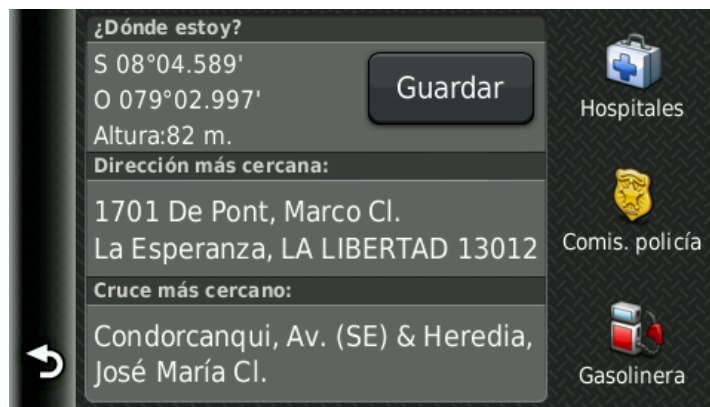 ¿Dónde estoy?
S 08°04.589'
O 079°02.997'
Altura:82 m.
Guardar
Dirección más cercana:
1701 De Pont, Marco Cl.
La Esperanza, LA LIBERTAD 13012
Cruce más cercano:
Condorcanqui, Av. (SE) & Heredia,
José María Cl.
Hospitales
Comis. policía
Gasolinera